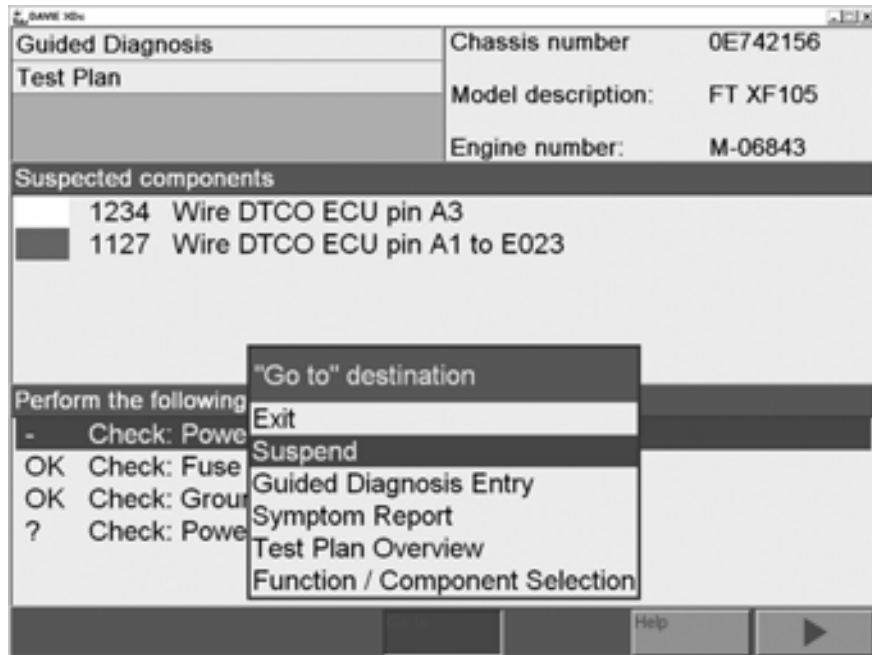 DAVIE XDc
Guided Diagnosis
Test Plan
Chassis number 0E742156
Model description: FT XF105
Engine number: M-06843
Suspected components
1234 Wire DTCO ECU pin A3
1127 Wire DTCO ECU pin A1 to E023
"Go to" destination
Exit
Suspend
Guided Diagnosis Entry
Symptom Report
Test Plan Overview
Function / Component Selection
Perform the following
- Check: Powe
OK Check: Fuse
OK Check: Groun
? Check: Powe
Help